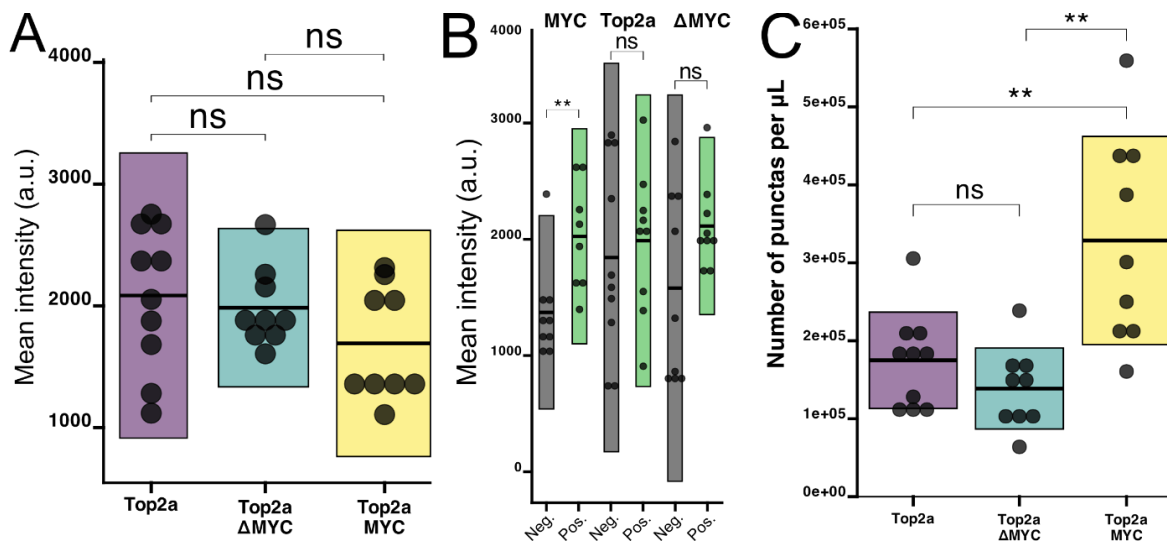 A
Mean intensity (a.u.)
4000
3000
2000
1000
ns
ns
ns
Top2a
Top2a
ΔMYC
Top2a
MYC
B
MYC Top2a ΔMYC
Mean intensity (a.u.)
4000
3000
2000
1000
0
**
ns
ns
Neg. Pos. Neg. Pos. Neg. Pos.
C
Number of punctas per µL
6e+05
5e+05
4e+05
3e+05
2e+05
1e+05
0e+00
**
**
ns
Top2a
Top2a
ΔMYC
Top2a
MYC